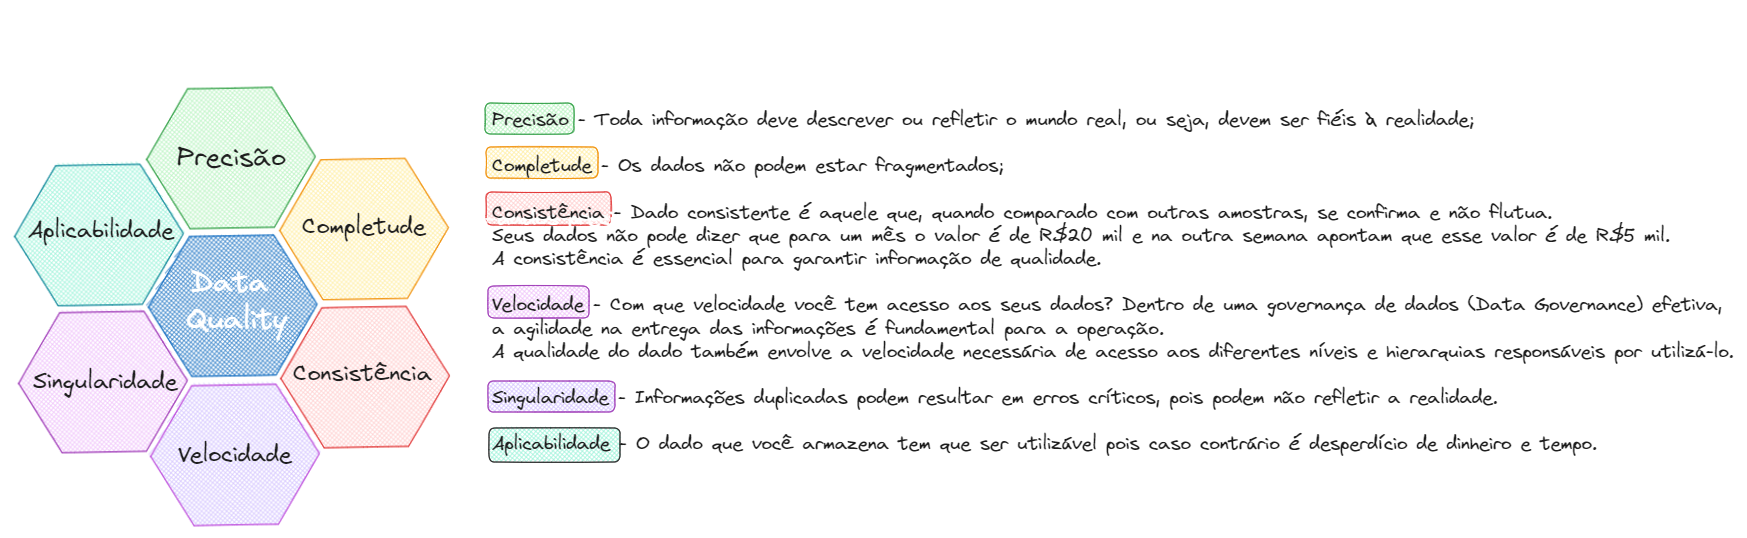 Precisão
Aplicabilidade
Completude
Data
Quality
Singularidade
Consistência
Velocidade
Precisão - Toda informação deve descrever ou refletir o mundo real, ou seja, devem ser fiéis à realidade;
Completude - Os dados não podem estar fragmentados;
Consistência - Dado consistente é aquele que, quando comparado com outras amostras, se confirma e não flutua.
Seus dados não pode dizer que para um mês o valor é de R$20 mil e na outra semana apontam que esse valor é de R$5 mil.
A consistência é essencial para garantir informação de qualidade.
Velocidade - Com que velocidade você tem acesso aos seus dados? Dentro de uma governança de dados (Data Governance) efetiva,
a agilidade na entrega das informações é fundamental para a operação.
A qualidade do dado também envolve a velocidade necessária de acesso aos diferentes níveis e hierarquias responsáveis por utilizá-lo.
Singularidade - Informações duplicadas podem resultar em erros críticos, pois podem não refletir a realidade.
Aplicabilidade - O dado que você armazena tem que ser utilizável pois caso contrário é desperdício de dinheiro e tempo.